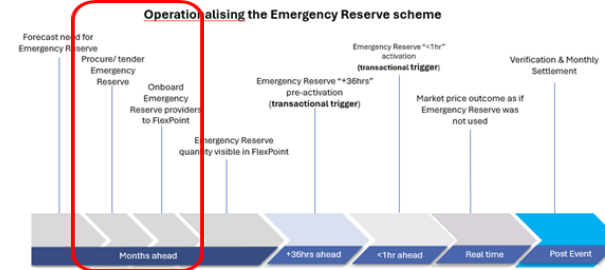 Operationalising the Emergency Reserve scheme
Forecast need for
Emergency Reserve
Procure/ tender
Emergency
Reserve
Onboard
Emergency
Reserve providers
to FlexPoint
Emergency Reserve
quantity visible in FlexPoint
Emergency Reserve "+36hrs"
pre-activation
(transactional trigger)
Emergency Reserve "<1hr"
activation
(transactional trigger)
Market price outcome as if
Emergency Reserve was
not used
Verification & Monthly
Settlement
Months ahead
+36hrs ahead
<1hr ahead
Real time
Post Event